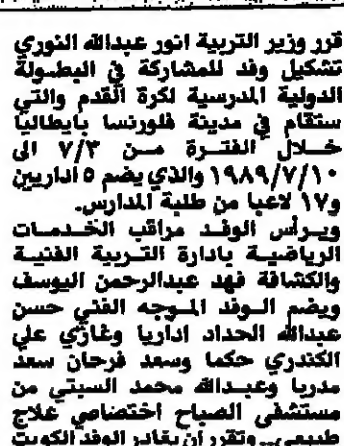 قرر وزير التربية انور عبدالله النوري
تشكيل وفد للمشاركة في البطولة
الدولية المدرسية لكرة القدم والتي
ستقام في مدينة فلورنسا بايطاليا
خلال الفترة من ٧/٣ الى
١٩٨٩/٧/١٠ والذي يضم ٥ اداريين
و١٧ لاعبا من طلبة المدارس.
ويرأس الوفد مراقب الخدمات
الرياضية بادارة التربية الفنية
والكشافة فهد عبدالرحمن اليوسف
ويضم الوفد الموجه الفني حسن
عبدالله الحداد اداريا وغازي علي
الكندري حكما وسعد فرحان سعد
مدربا وعبدالله محمد السبتي من
مستشفى الصباح اختصاصي علاج
طبيعي.. وتقرر ان يغادر الوفد الكويت